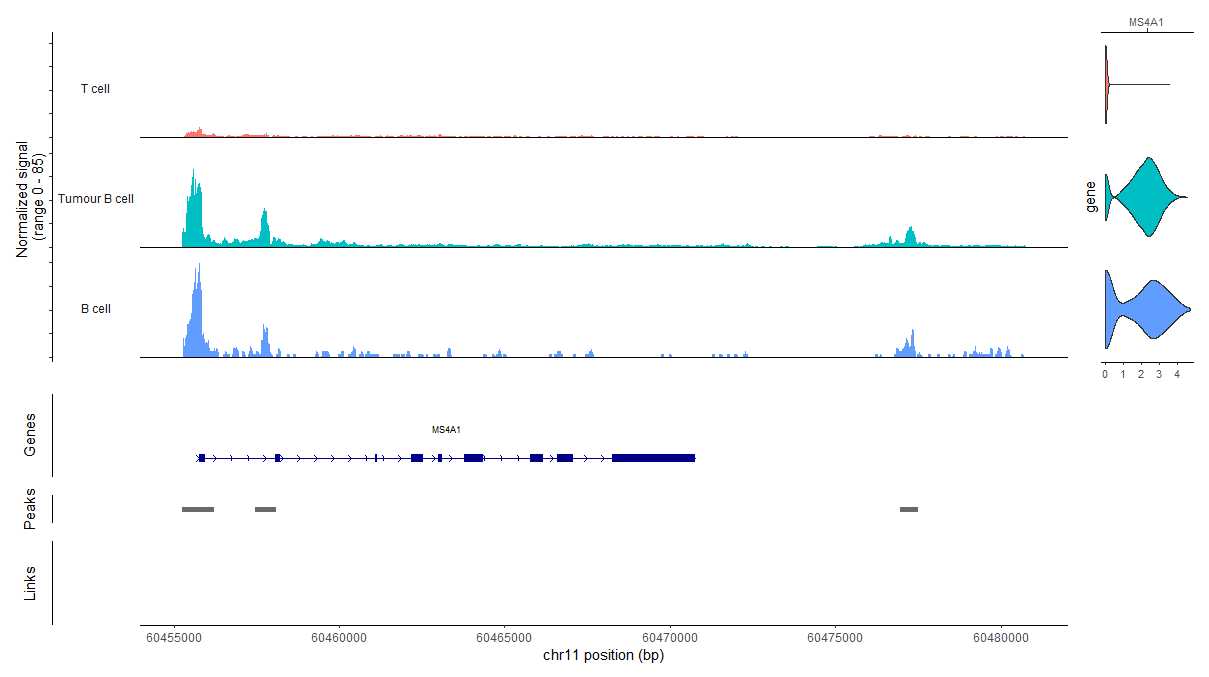 MS4A1
T cell
Tumour B cell
B cell
Normalized signal
(range 0 - 85)
gene
0 1 2 3 4
Genes
MS4A1
Peaks
Links
60455000 60460000 60465000 60470000 60475000 60480000
chr11 position (bp)